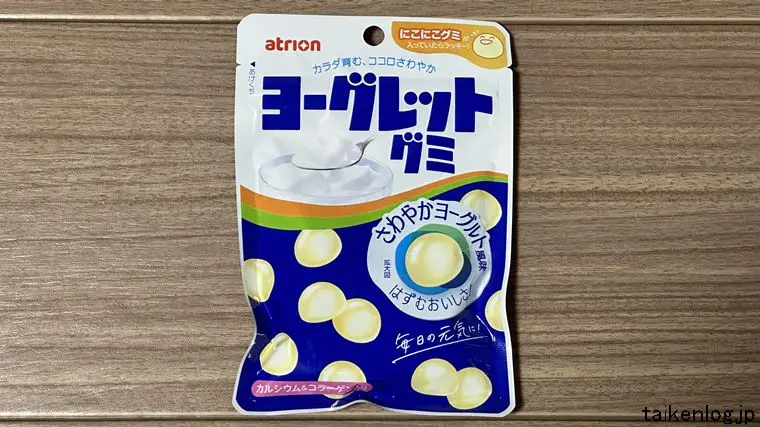 atrion
にこにこグミ
入っていたらラッキー!
あけくち
カラダ育む、ココロさわやか
ヨーグレット
グミ
さわやかヨーグルト風味
拡大図
はずむおいしさ!
毎日の元気に!
カルシウム&コラーゲン
taikenlog.jp